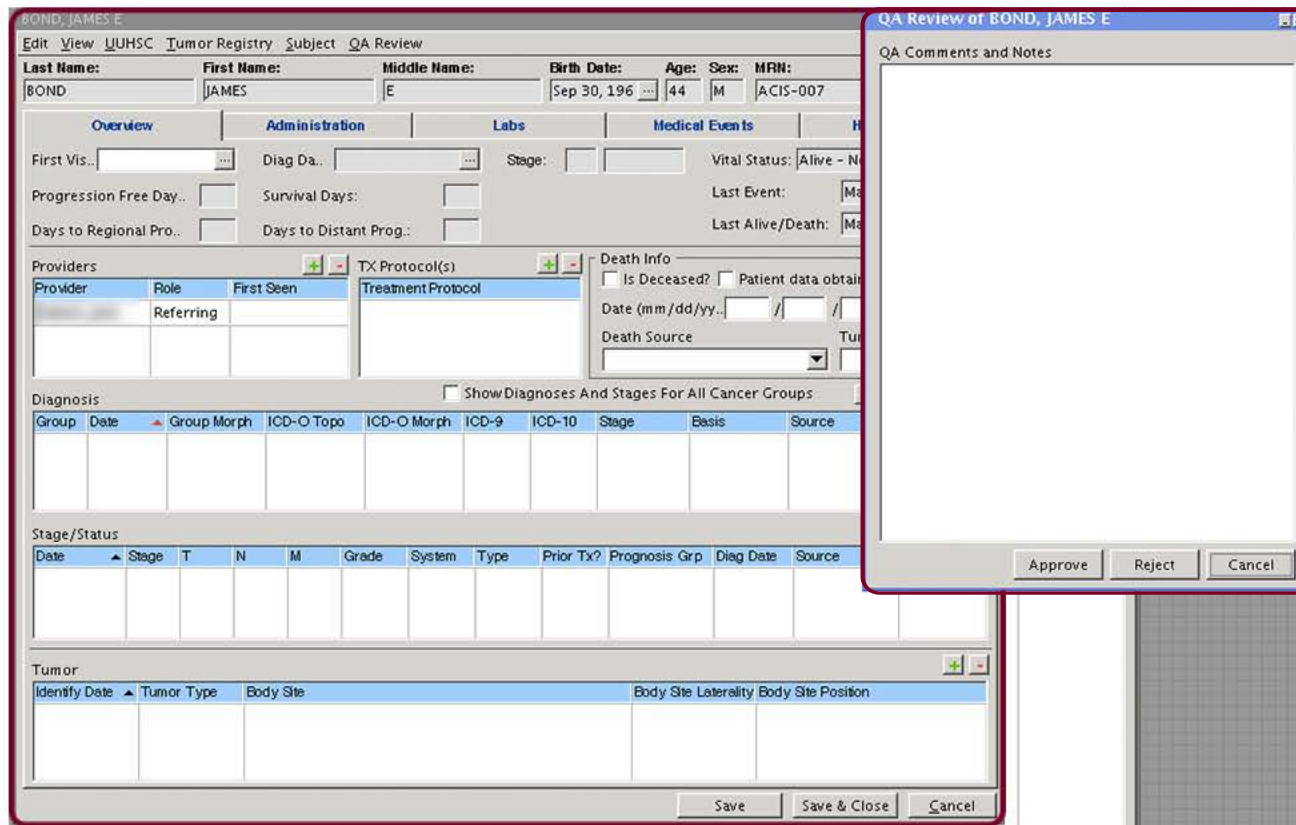 BOND, JAMES E
Edit View UUHSC Tumor Registry Subject QA Review
Last Name: First Name: Middle Name: Birth Date: Age: Sex: MRN:
BOND JAMES E Sep 30, 196 ... 44 M ACIS-007
Overview Administration Labs Medical Events H
First Vis.. ... Diag Da.. ... Stage: Vital Status: Alive - N
Progression Free Day.. Survival Days: Last Event: Ma
Days to Regional Pro.. Days to Distant Prog.: Last Alive/Death: Ma
Providers + - TX Protocol(s) + - Death Info
Provider Role First Seen Treatment Protocol Is Deceased? Patient data obtain
Referring Date (mm/dd/yy.. / /
Death Source Tu
Diagnosis Show Diagnoses And Stages For All Cancer Groups
Group Date Group Morph ICD-O Topo ICD-O Morph ICD-9 ICD-10 Stage Basis Source
Stage/Status
Date Stage T N M Grade System Type Prior Tx? Prognosis Grp Diag Date Source
Tumor + -
Identify Date Tumor Type Body Site Body Site Laterality Body Site Position
Save Save & Close Cancel
QA Review of BOND, JAMES E
QA Comments and Notes
Approve Reject Cancel